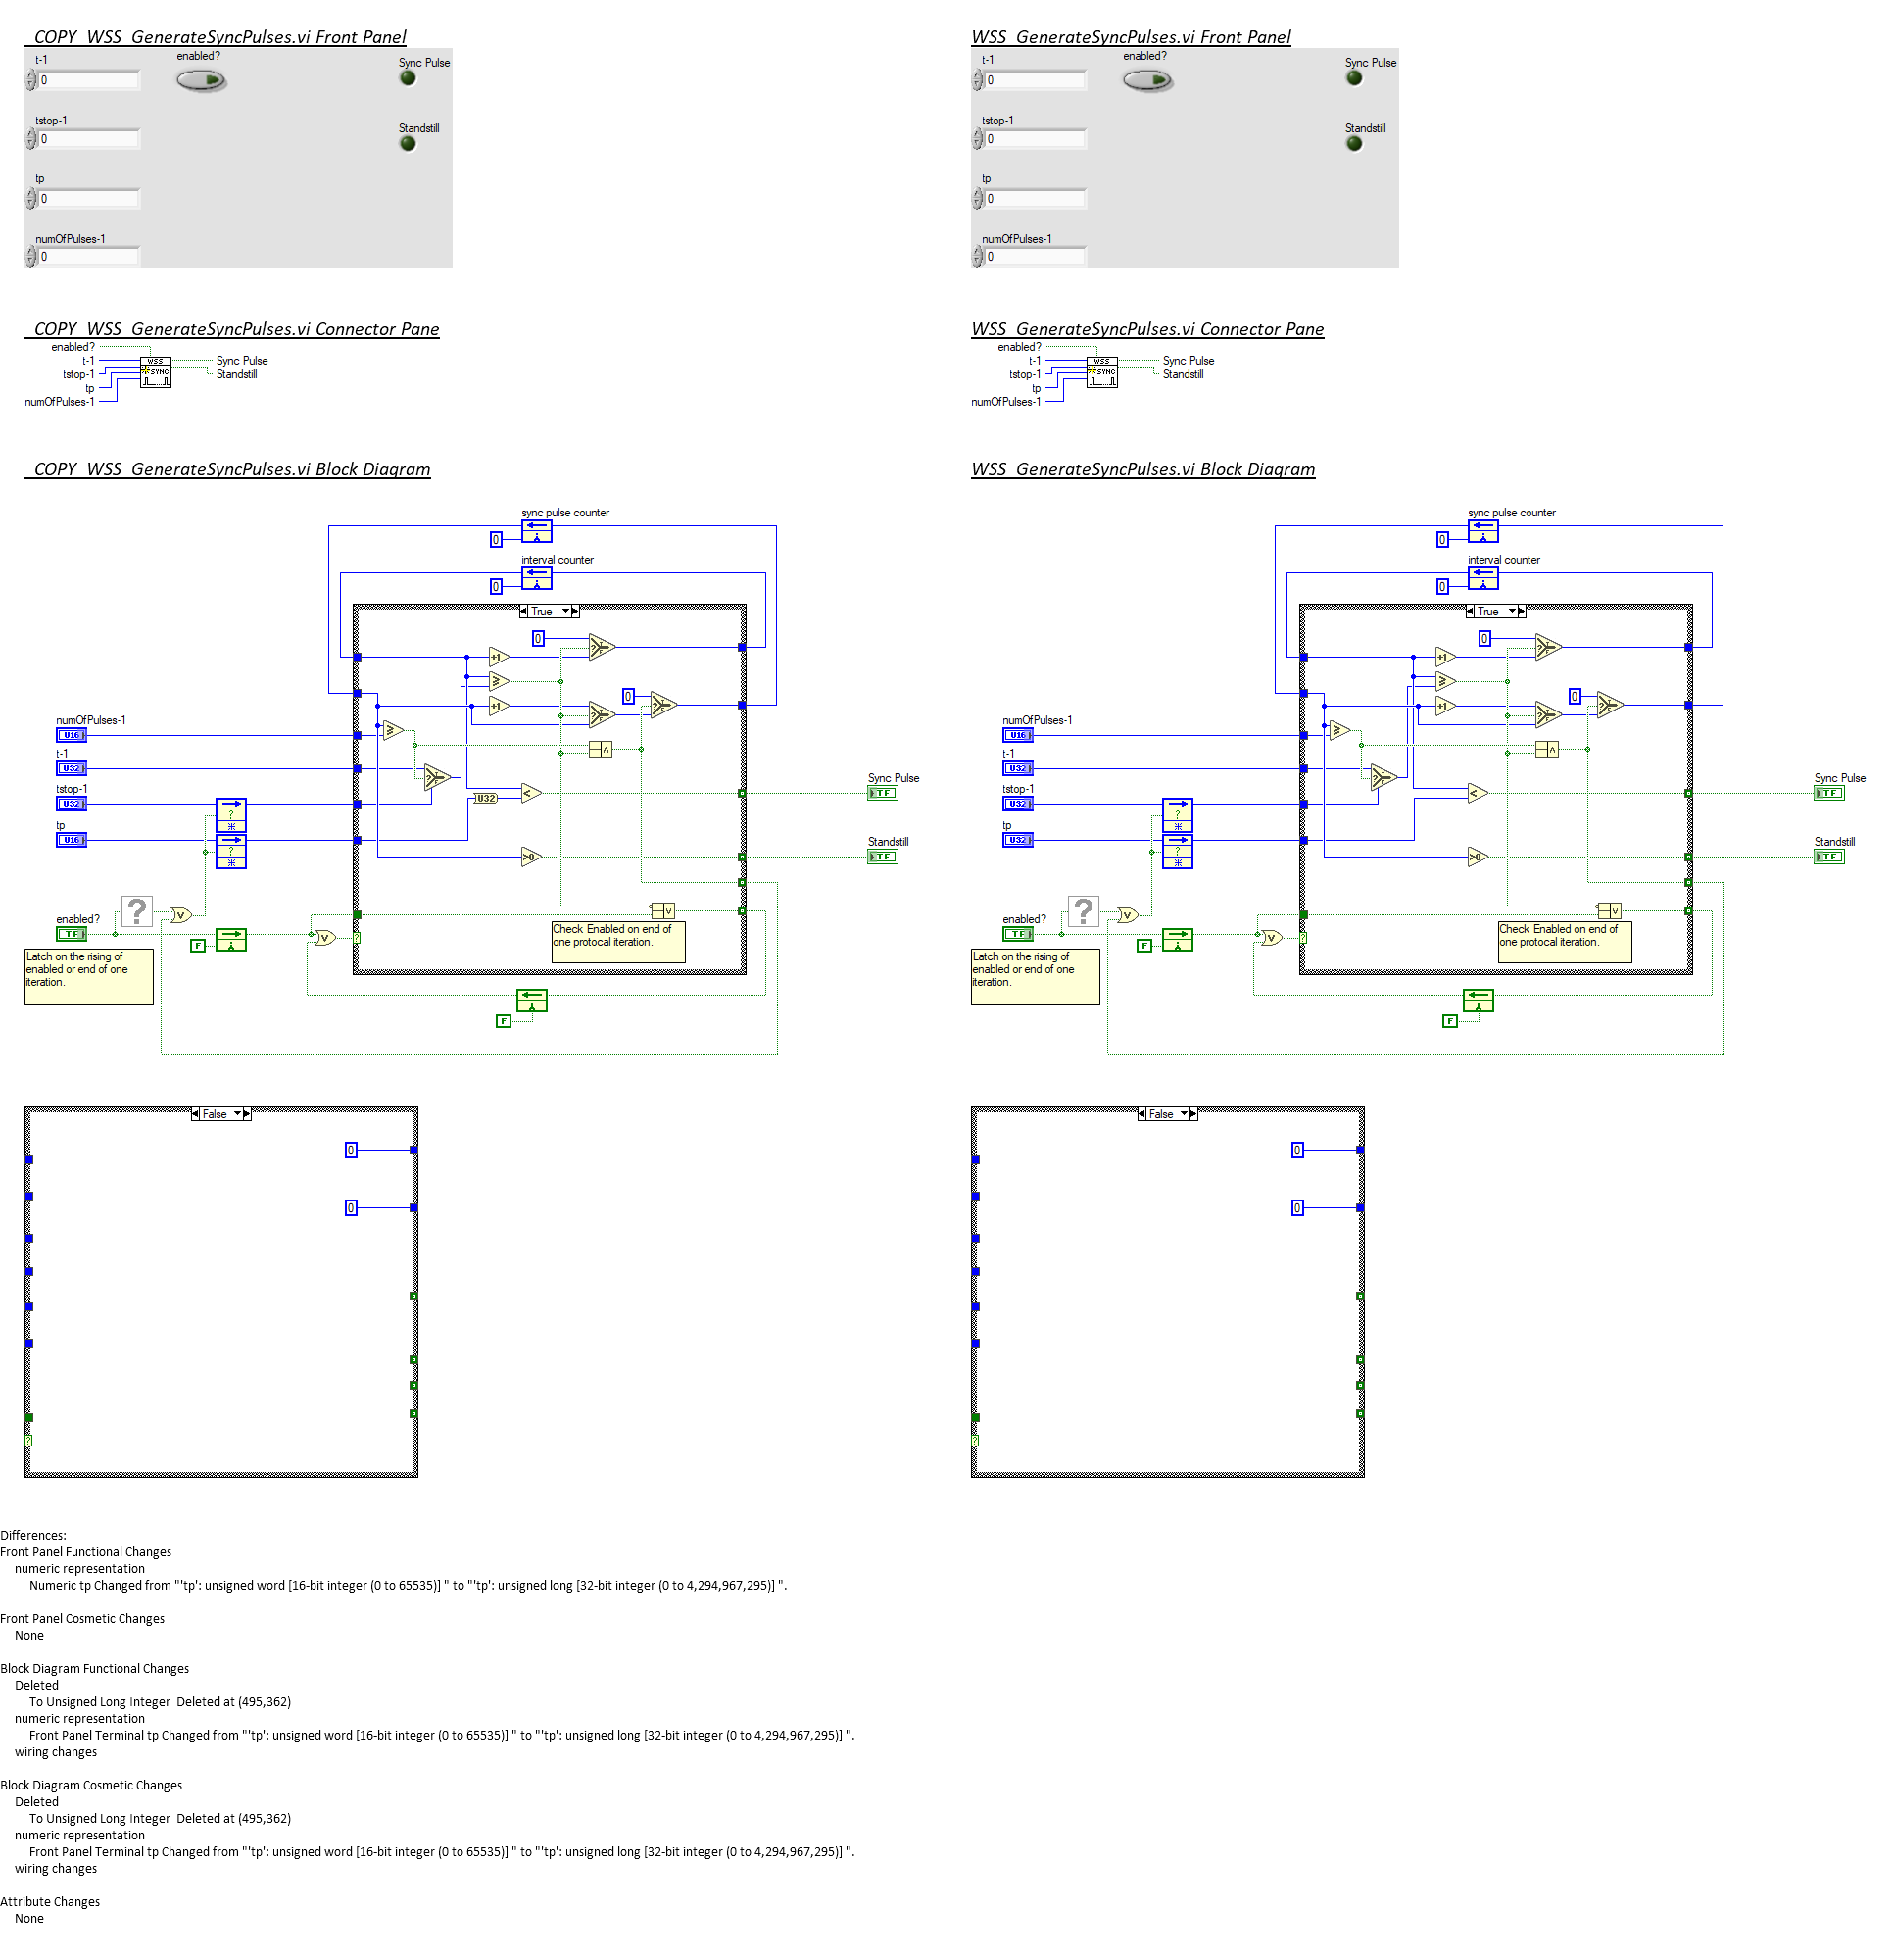 _COPY_WSS_GenerateSyncPulses.vi Front Panel
t-1
0
enabled?
Sync Pulse
tstop-1
0
Standstill
tp
0
numOfPulses-1
0
WSS_GenerateSyncPulses.vi Front Panel
t-1
0
enabled?
Sync Pulse
tstop-1
0
Standstill
tp
0
numOfPulses-1
0
_COPY_WSS_GenerateSyncPulses.vi Connector Pane
enabled?
t-1
tstop-1
tp
numOfPulses-1
WSS
SYNC
Sync Pulse
Standstill
WSS_GenerateSyncPulses.vi Connector Pane
enabled?
t-1
tstop-1
tp
numOfPulses-1
WSS
SYNC
Sync Pulse
Standstill
_COPY_WSS_GenerateSyncPulses.vi Block Diagram
sync pulse counter
0
interval counter
0
True
0
+1
≥
+1
0
numOfPulses-1
U16
t-1
U32
tstop-1
U32
tp
U16
U32
<
>0
Sync Pulse
TF
Standstill
TF
enabled?
TF
F
Check Enabled on end of
one protocal iteration.
Latch on the rising of
enabled or end of one
iteration.
F
WSS_GenerateSyncPulses.vi Block Diagram
sync pulse counter
0
interval counter
0
True
0
+1
≥
+1
0
numOfPulses-1
U16
t-1
U32
tstop-1
U32
tp
U32
<
>0
Sync Pulse
TF
Standstill
TF
enabled?
TF
F
Check Enabled on end of
one protocal iteration.
Latch on the rising of
enabled or end of one
iteration.
F
False
0
0
False
0
0
Differences:
Front Panel Functional Changes
numeric representation
Numeric tp Changed from "'tp': unsigned word [16-bit integer (0 to 65535)] " to "'tp': unsigned long [32-bit integer (0 to 4,294,967,295)] ".
Front Panel Cosmetic Changes
None
Block Diagram Functional Changes
Deleted
To Unsigned Long Integer  Deleted at (495,362)
numeric representation
Front Panel Terminal tp Changed from "'tp': unsigned word [16-bit integer (0 to 65535)] " to "'tp': unsigned long [32-bit integer (0 to 4,294,967,295)] ".
wiring changes
Block Diagram Cosmetic Changes
Deleted
To Unsigned Long Integer  Deleted at (495,362)
numeric representation
Front Panel Terminal tp Changed from "'tp': unsigned word [16-bit integer (0 to 65535)] " to "'tp': unsigned long [32-bit integer (0 to 4,294,967,295)] ".
wiring changes
Attribute Changes
None